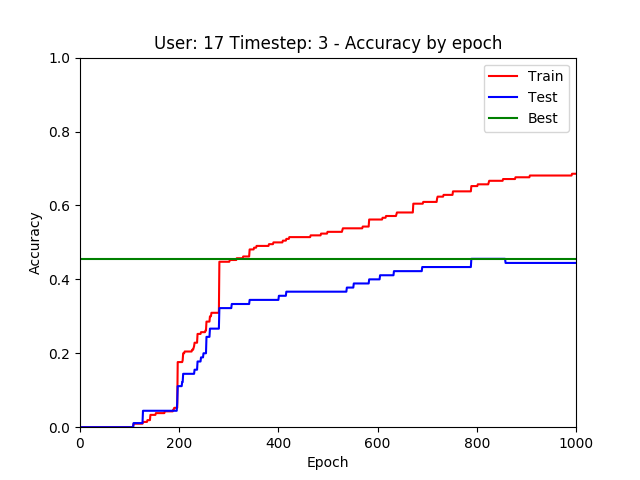 User: 17 Timestep: 3 - Accuracy by epoch
1.0
0.8
0.6
0.4
0.2
0.0
Accuracy
Train
Test
Best
0 200 400 600 800 1000
Epoch